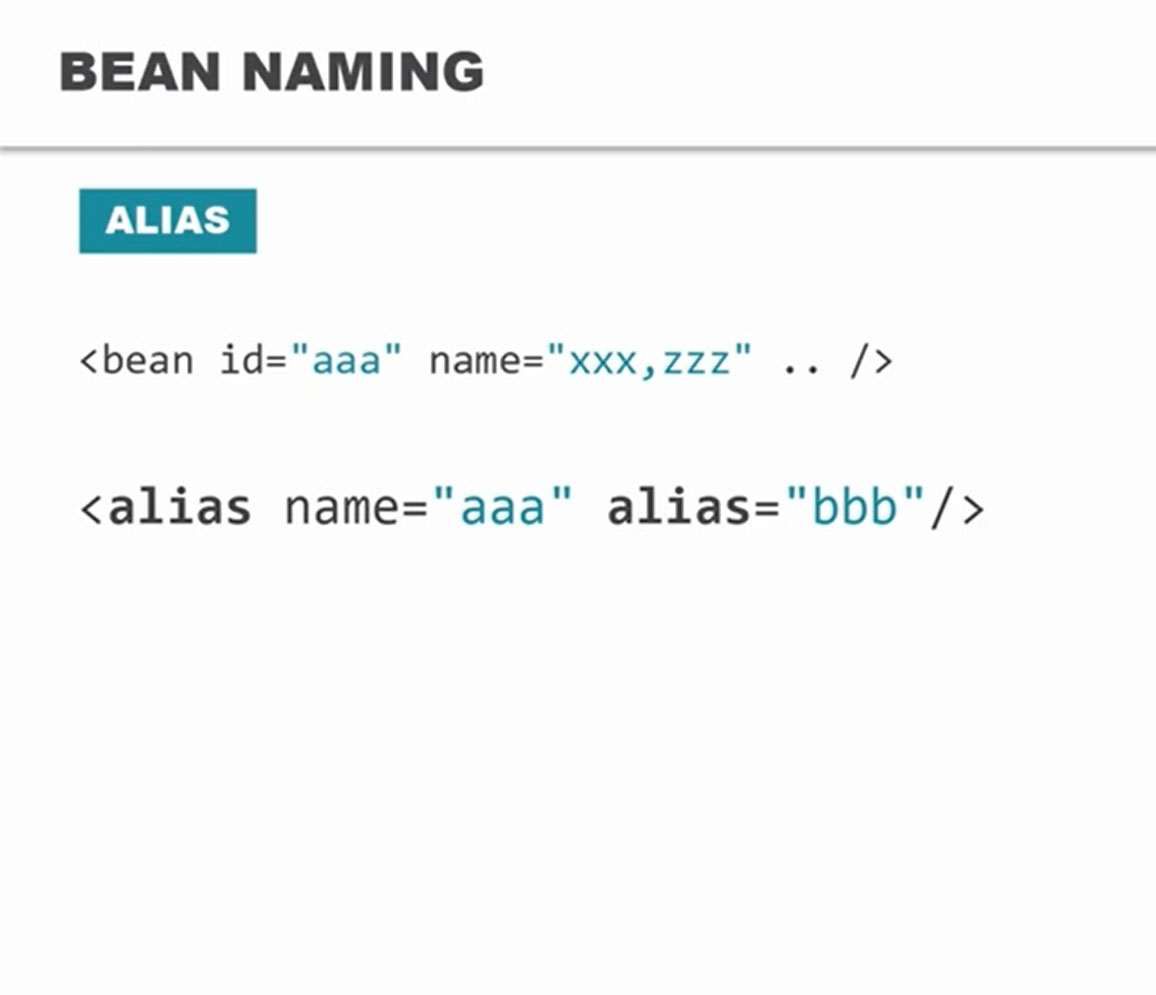 BEAN NAMING
ALIAS
<bean id="aaa" name="xxx,zzz" .. />
<alias name="aaa" alias="bbb"/>